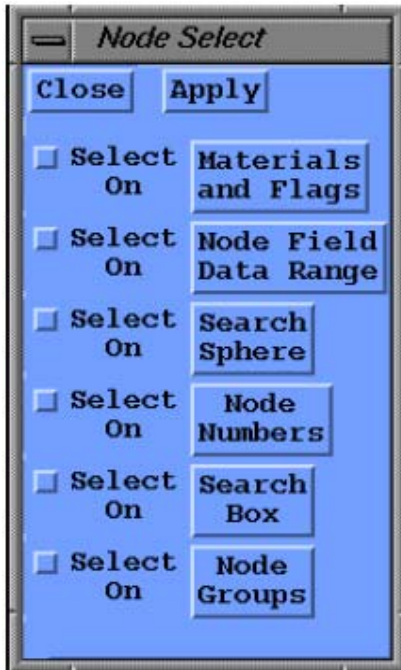 Node Select
Close Apply
Select On Materials and Flags
Select On Node Field Data Range
Select On Search Sphere
Select On Node Numbers
Select On Search Box
Select On Node Groups